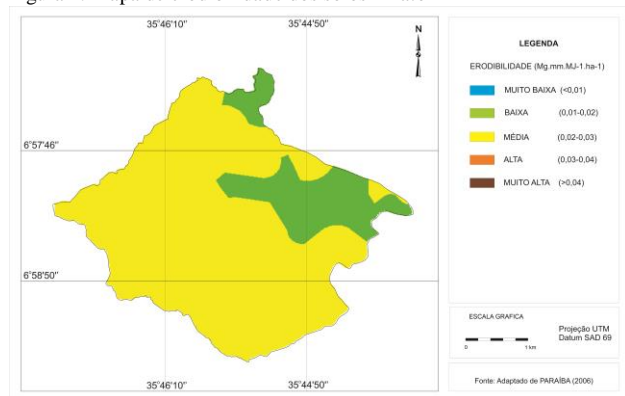 35°46'10" 35°44'50"
N
6°57'46"
6°58'50"
35°46'10" 35°44'50"
LEGENDA
ERODIBILIDADE (Mg.mm.MJ-1.ha-1)
MUITO BAIXA (<0,01)
BAIXA (0,01-0,02)
MÉDIA (0,02-0,03)
ALTA (0,03-0,04)
MUITO ALTA (>0,04)
ESCALA GRAFICA
0 1 km
Projeção UTM
Datum SAD 69
Fonte: Adaptado de PARAÍBA (2006)